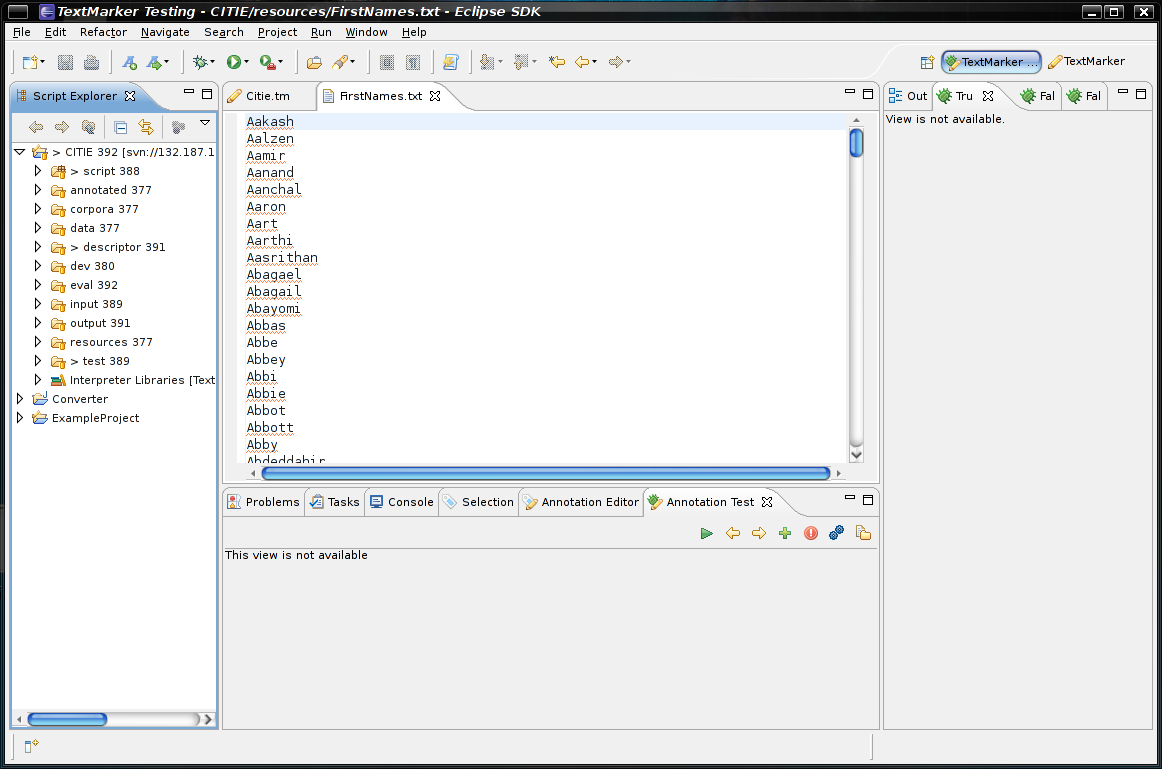 TextMarker Testing - CITIE/resources/FirstNames.txt - Eclipse SDK
File Edit Refactor Navigate Search Project Run Window Help
TextMarker ... TextMarker
Script Explorer
Citie.tm FirstNames.txt
Out Tru Fal Fal
View is not available.
> CITIE 392 [svn://132.187.1
> script 388
annotated 377
corpora 377
data 377
> descriptor 391
dev 380
eval 392
input 389
output 391
resources 377
> test 389
Interpreter Libraries [Text
Converter
ExampleProject
Aakash
Aalzen
Aamir
Aanand
Aanchal
Aaron
Aart
Aarthi
Aasrithan
Abagael
Abagail
Abayomi
Abbas
Abbe
Abbey
Abbi
Abbie
Abbot
Abbott
Abby
Abdeddahir
Problems Tasks Console Selection Annotation Editor Annotation Test
This view is not available